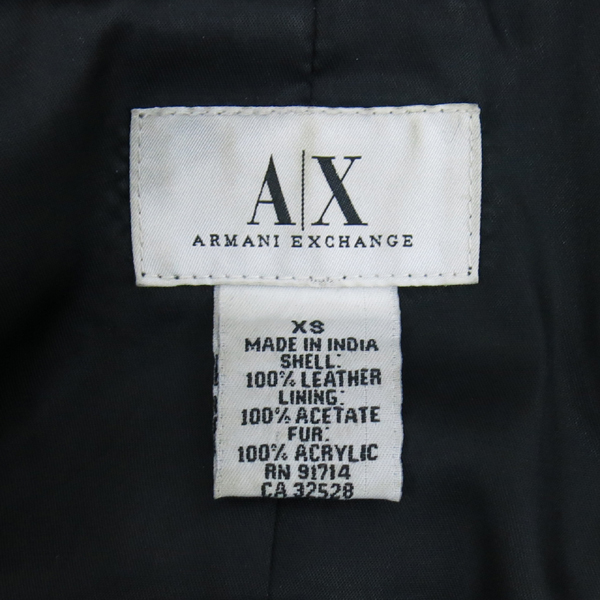 A|X
ARMANI EXCHANGE
XS
MADE IN INDIA
SHELL:
100% LEATHER
LINING:
100% ACETATE
FUR:
100% ACRYLIC
RN 91714
CA 32528